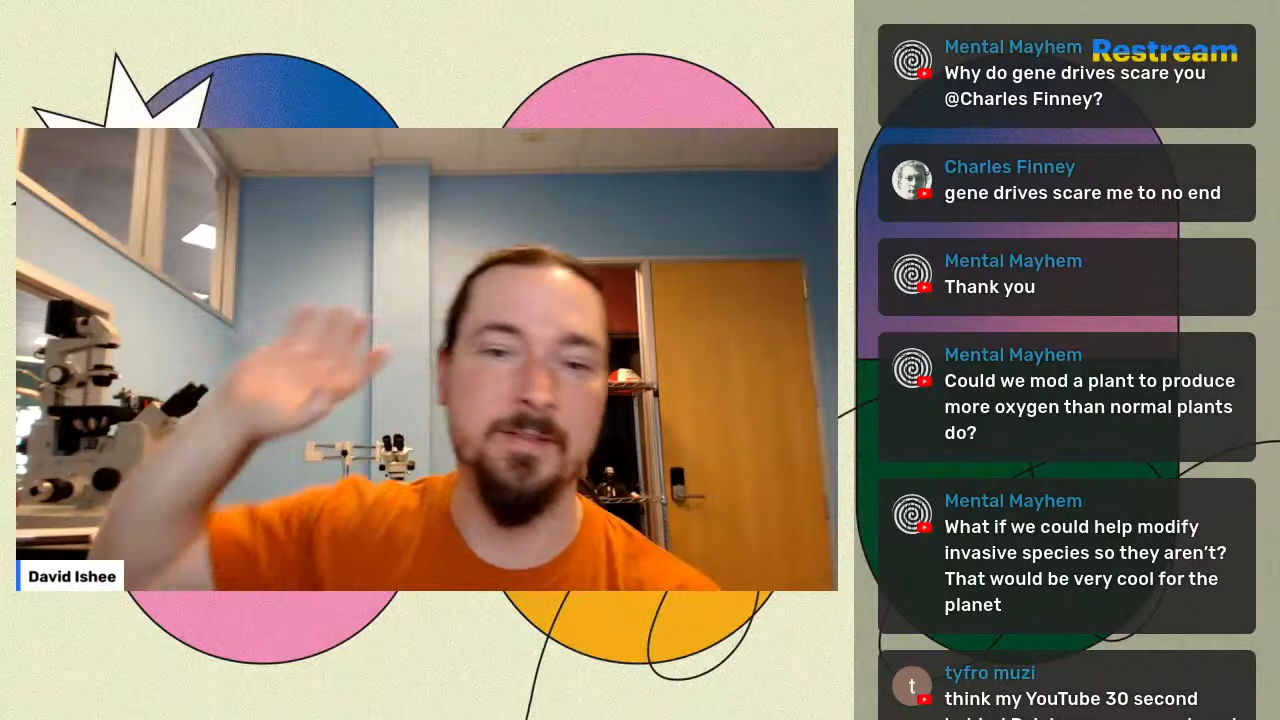 Mental Mayhem
Restream
Why do gene drives scare you
@Charles Finney?
Charles Finney
gene drives scare me to no end
Mental Mayhem
Thank you
Mental Mayhem
Could we mod a plant to produce
more oxygen than normal plants
do?
Mental Mayhem
What if we could help modify
invasive species so they aren't?
That would be very cool for the
planet
David Ishee
t
tyfro muzi
think my YouTube 30 second